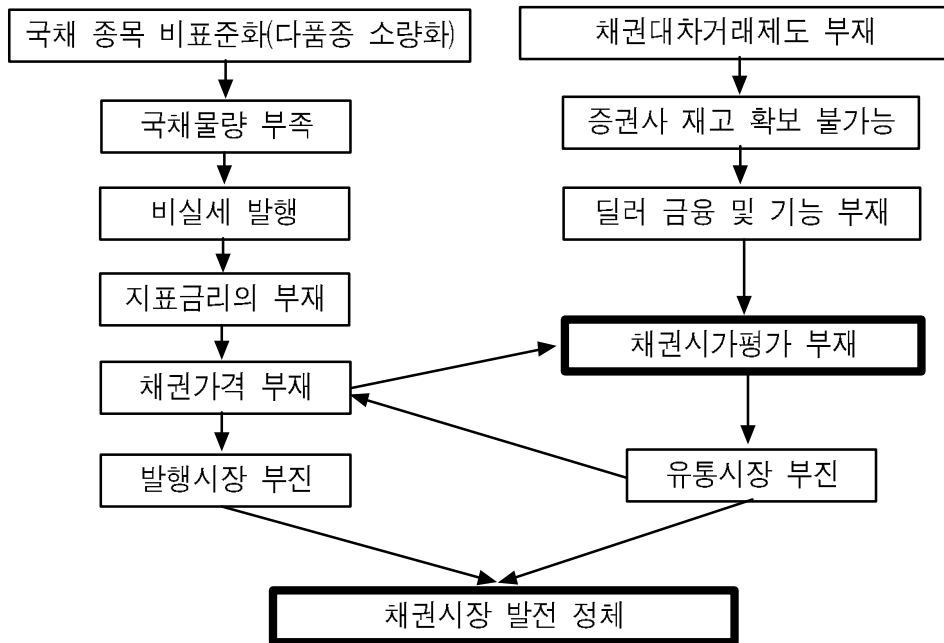 국채 종목 비표준화(다품종 소량화)
국채물량 부족
비실세 발행
지표금리의 부재
채권가격 부재
발행시장 부진
채권대차거래제도 부재
증권사 재고 확보 불가능
딜러 금융 및 기능 부재
채권시가평가 부재
유통시장 부진
채권시장 발전 정체